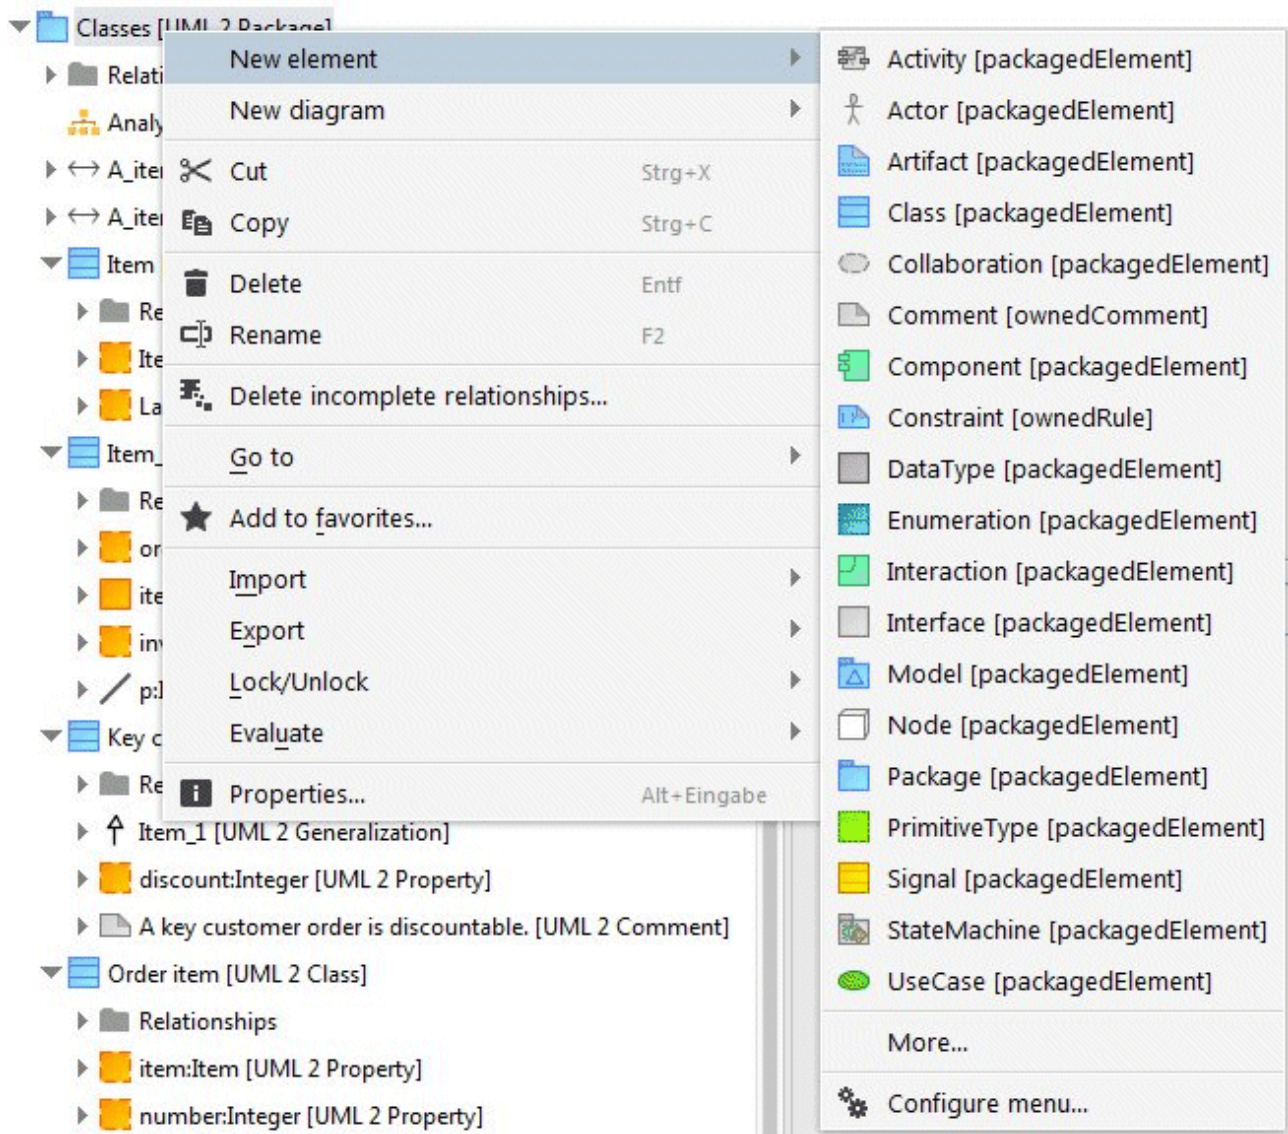 Classes [UML 2 Package]
Relati
Analy
A_iter
A_iter
Item
Re
Ite
La
Item_
Re
or
ite
inv
p:I
Key c
Re
Item_1 [UML 2 Generalization]
discount:Integer [UML 2 Property]
A key customer order is discountable. [UML 2 Comment]
Order item [UML 2 Class]
Relationships
item:Item [UML 2 Property]
number:Integer [UML 2 Property]
New element
New diagram
Cut Strg+X
Copy Strg+C
Delete Entf
Rename F2
Delete incomplete relationships...
Go to
Add to favorites...
Import
Export
Lock/Unlock
Evaluate
Properties... Alt+Eingabe
Activity [packagedElement]
Actor [packagedElement]
Artifact [packagedElement]
Class [packagedElement]
Collaboration [packagedElement]
Comment [ownedComment]
Component [packagedElement]
Constraint [ownedRule]
DataType [packagedElement]
Enumeration [packagedElement]
Interaction [packagedElement]
Interface [packagedElement]
Model [packagedElement]
Node [packagedElement]
Package [packagedElement]
PrimitiveType [packagedElement]
Signal [packagedElement]
StateMachine [packagedElement]
UseCase [packagedElement]
More...
Configure menu...